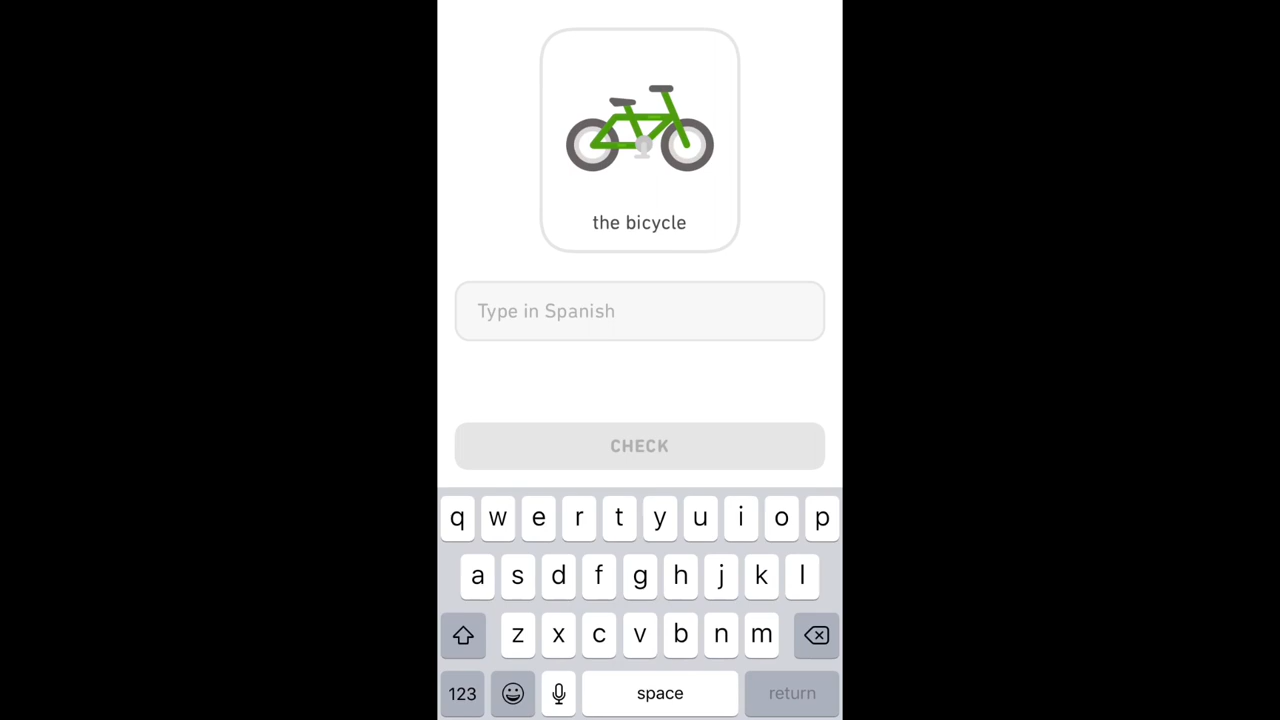 the bicycle
Type in Spanish
CHECK
q w e r t y u i o p
a s d f g h j k l
z x c v b n m
123 space return